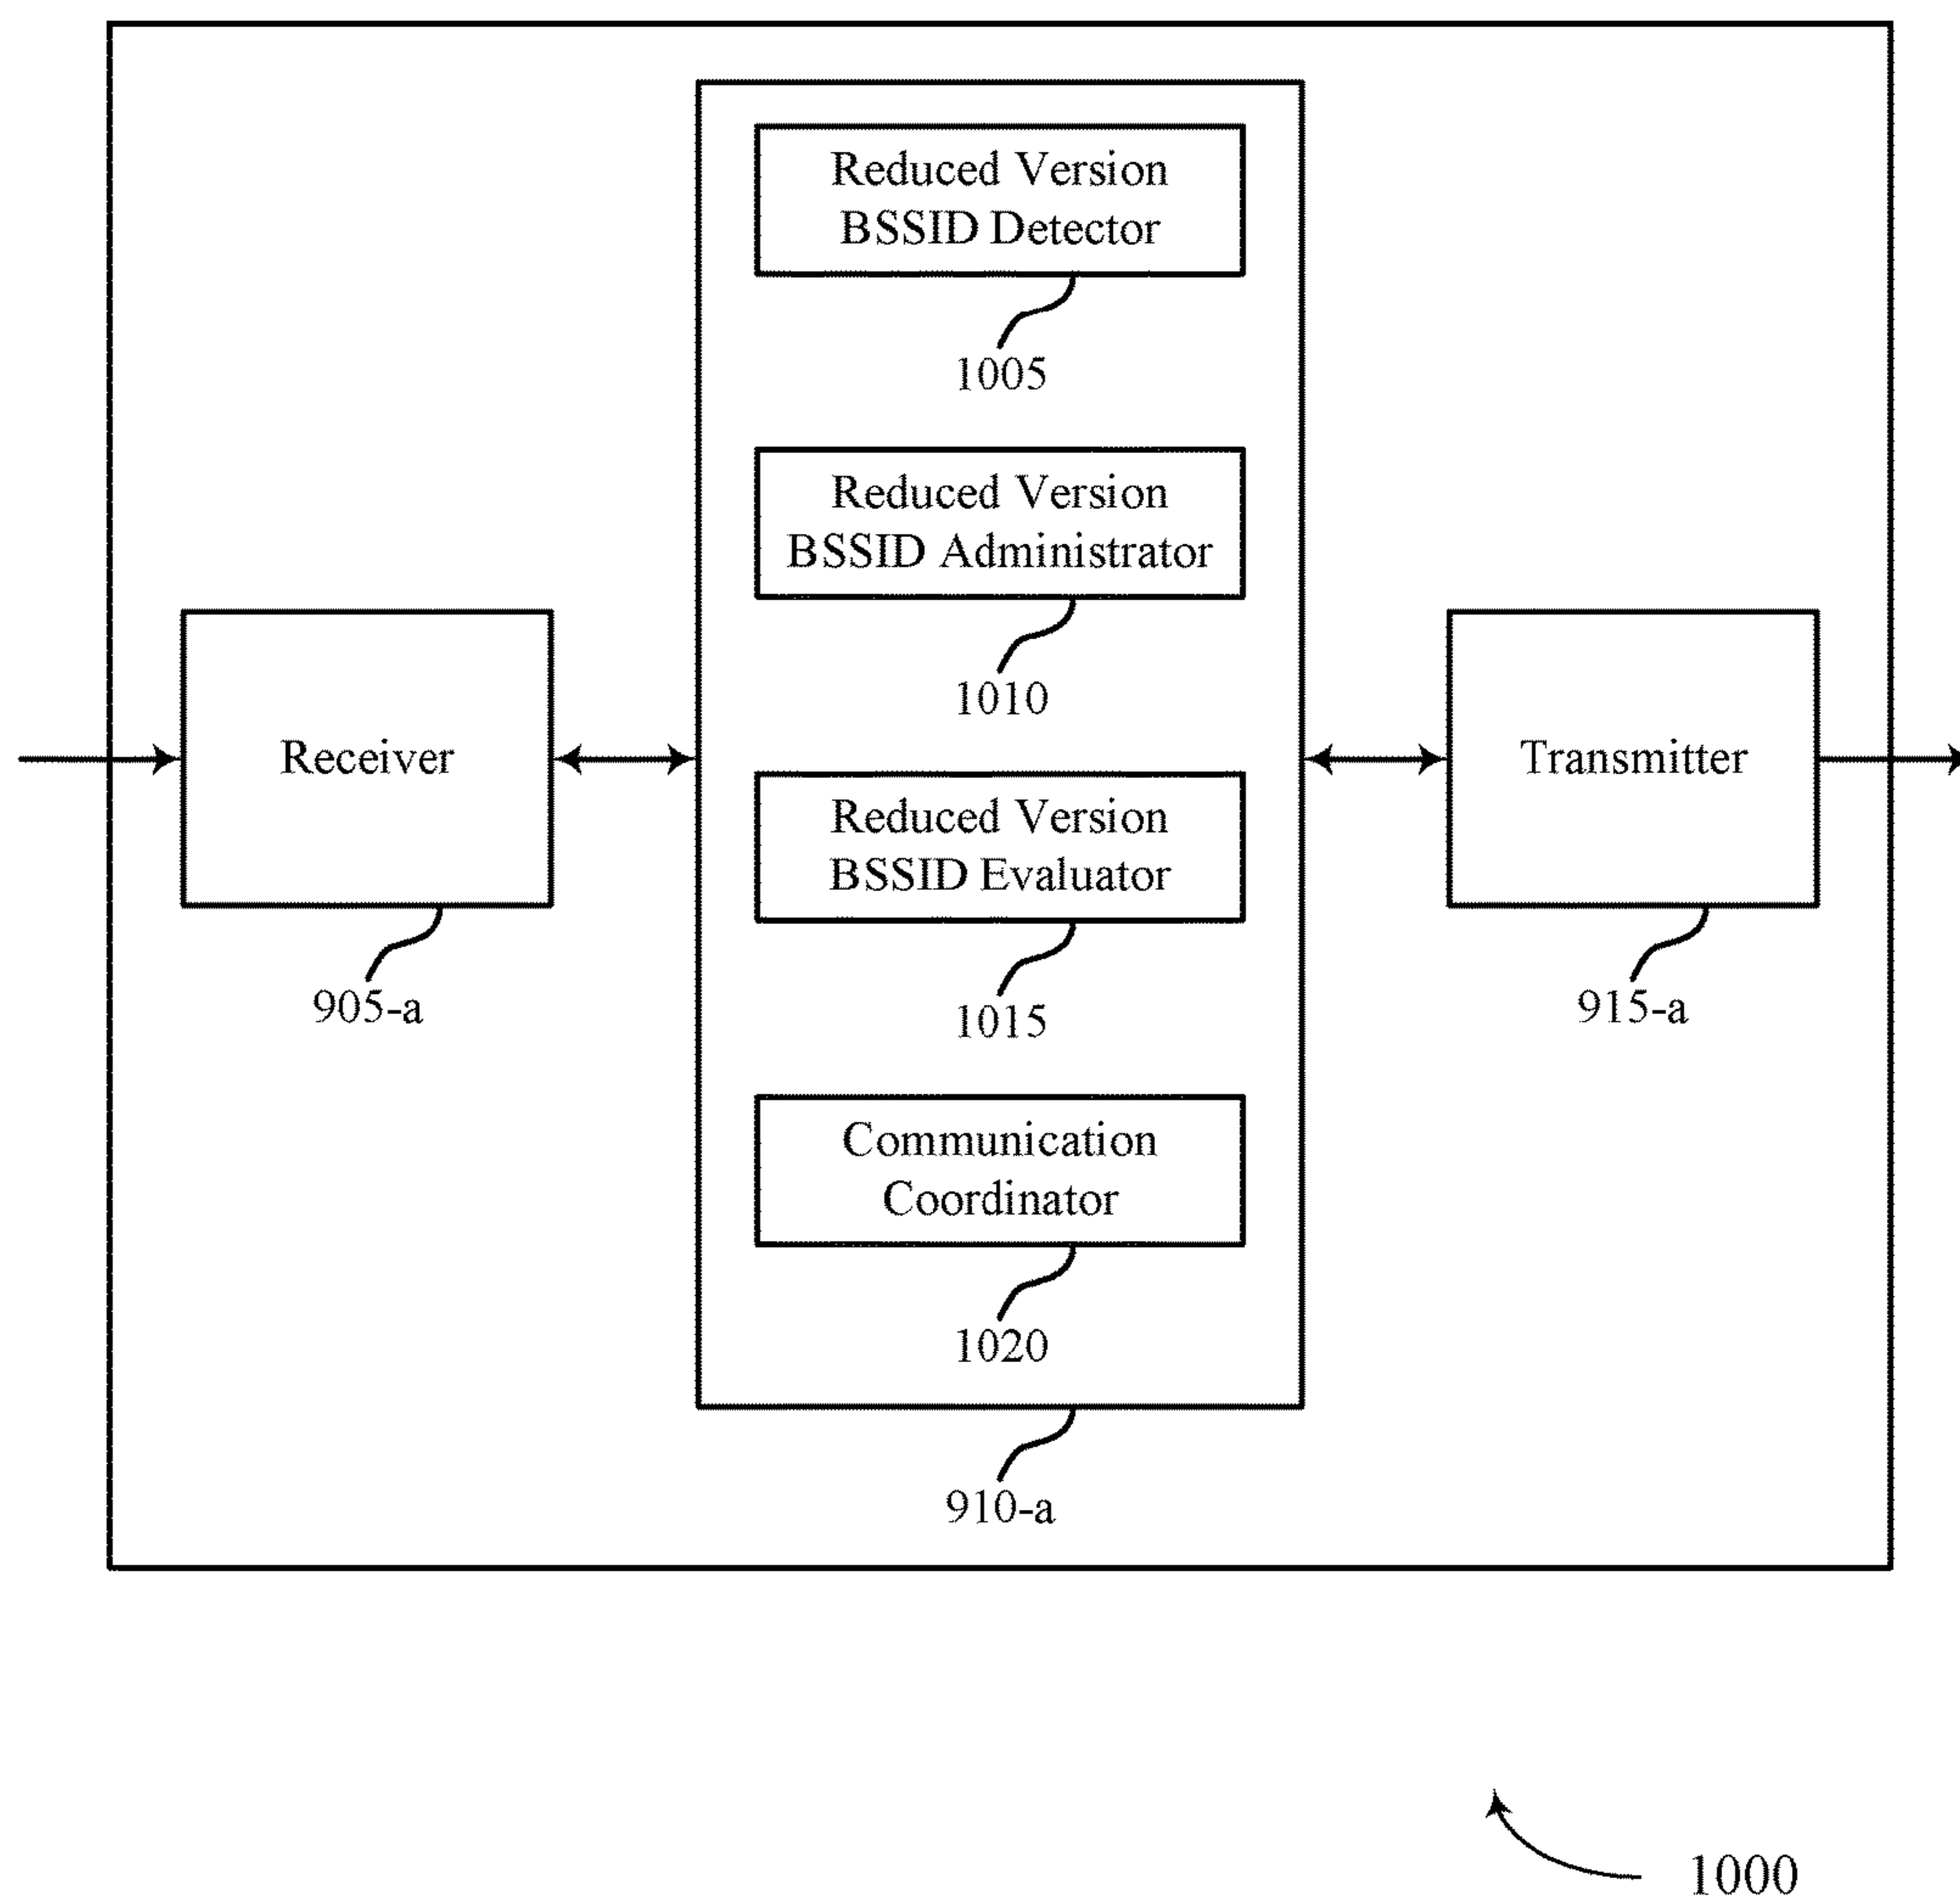 Reduced Version
BSSID Detector
1005
Reduced Version
BSSID Administrator
1010
Receiver
905-a
Reduced Version
BSSID Evaluator
1015
Transmitter
915-a
Communication
Coordinator
1020
910-a
1000